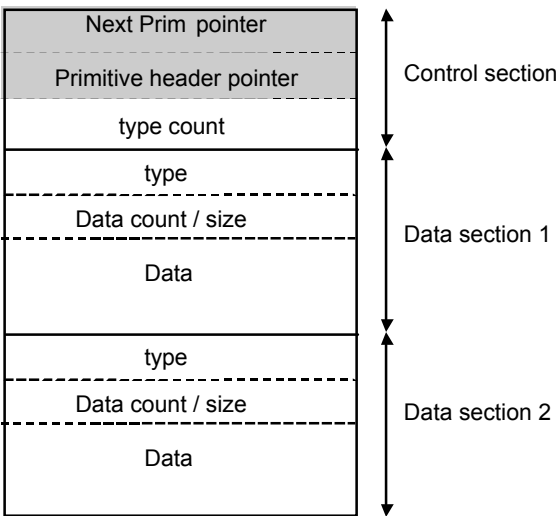 Next Prim pointer
Primitive header pointer
Control section
type count
type
Data count / size
Data section 1
Data
type
Data count / size
Data section 2
Data